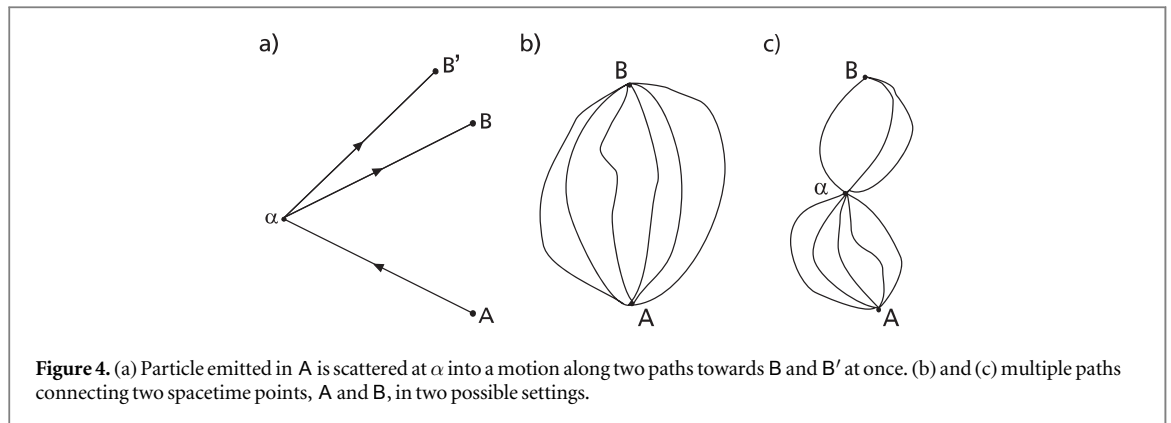 a)
b)
c)
B'
B
α
A
B
A
B
α
A
Figure 4. (a) Particle emitted in A is scattered at α into a motion along two paths towards B and B' at once. (b) and (c) multiple paths
connecting two spacetime points, A and B, in two possible settings.